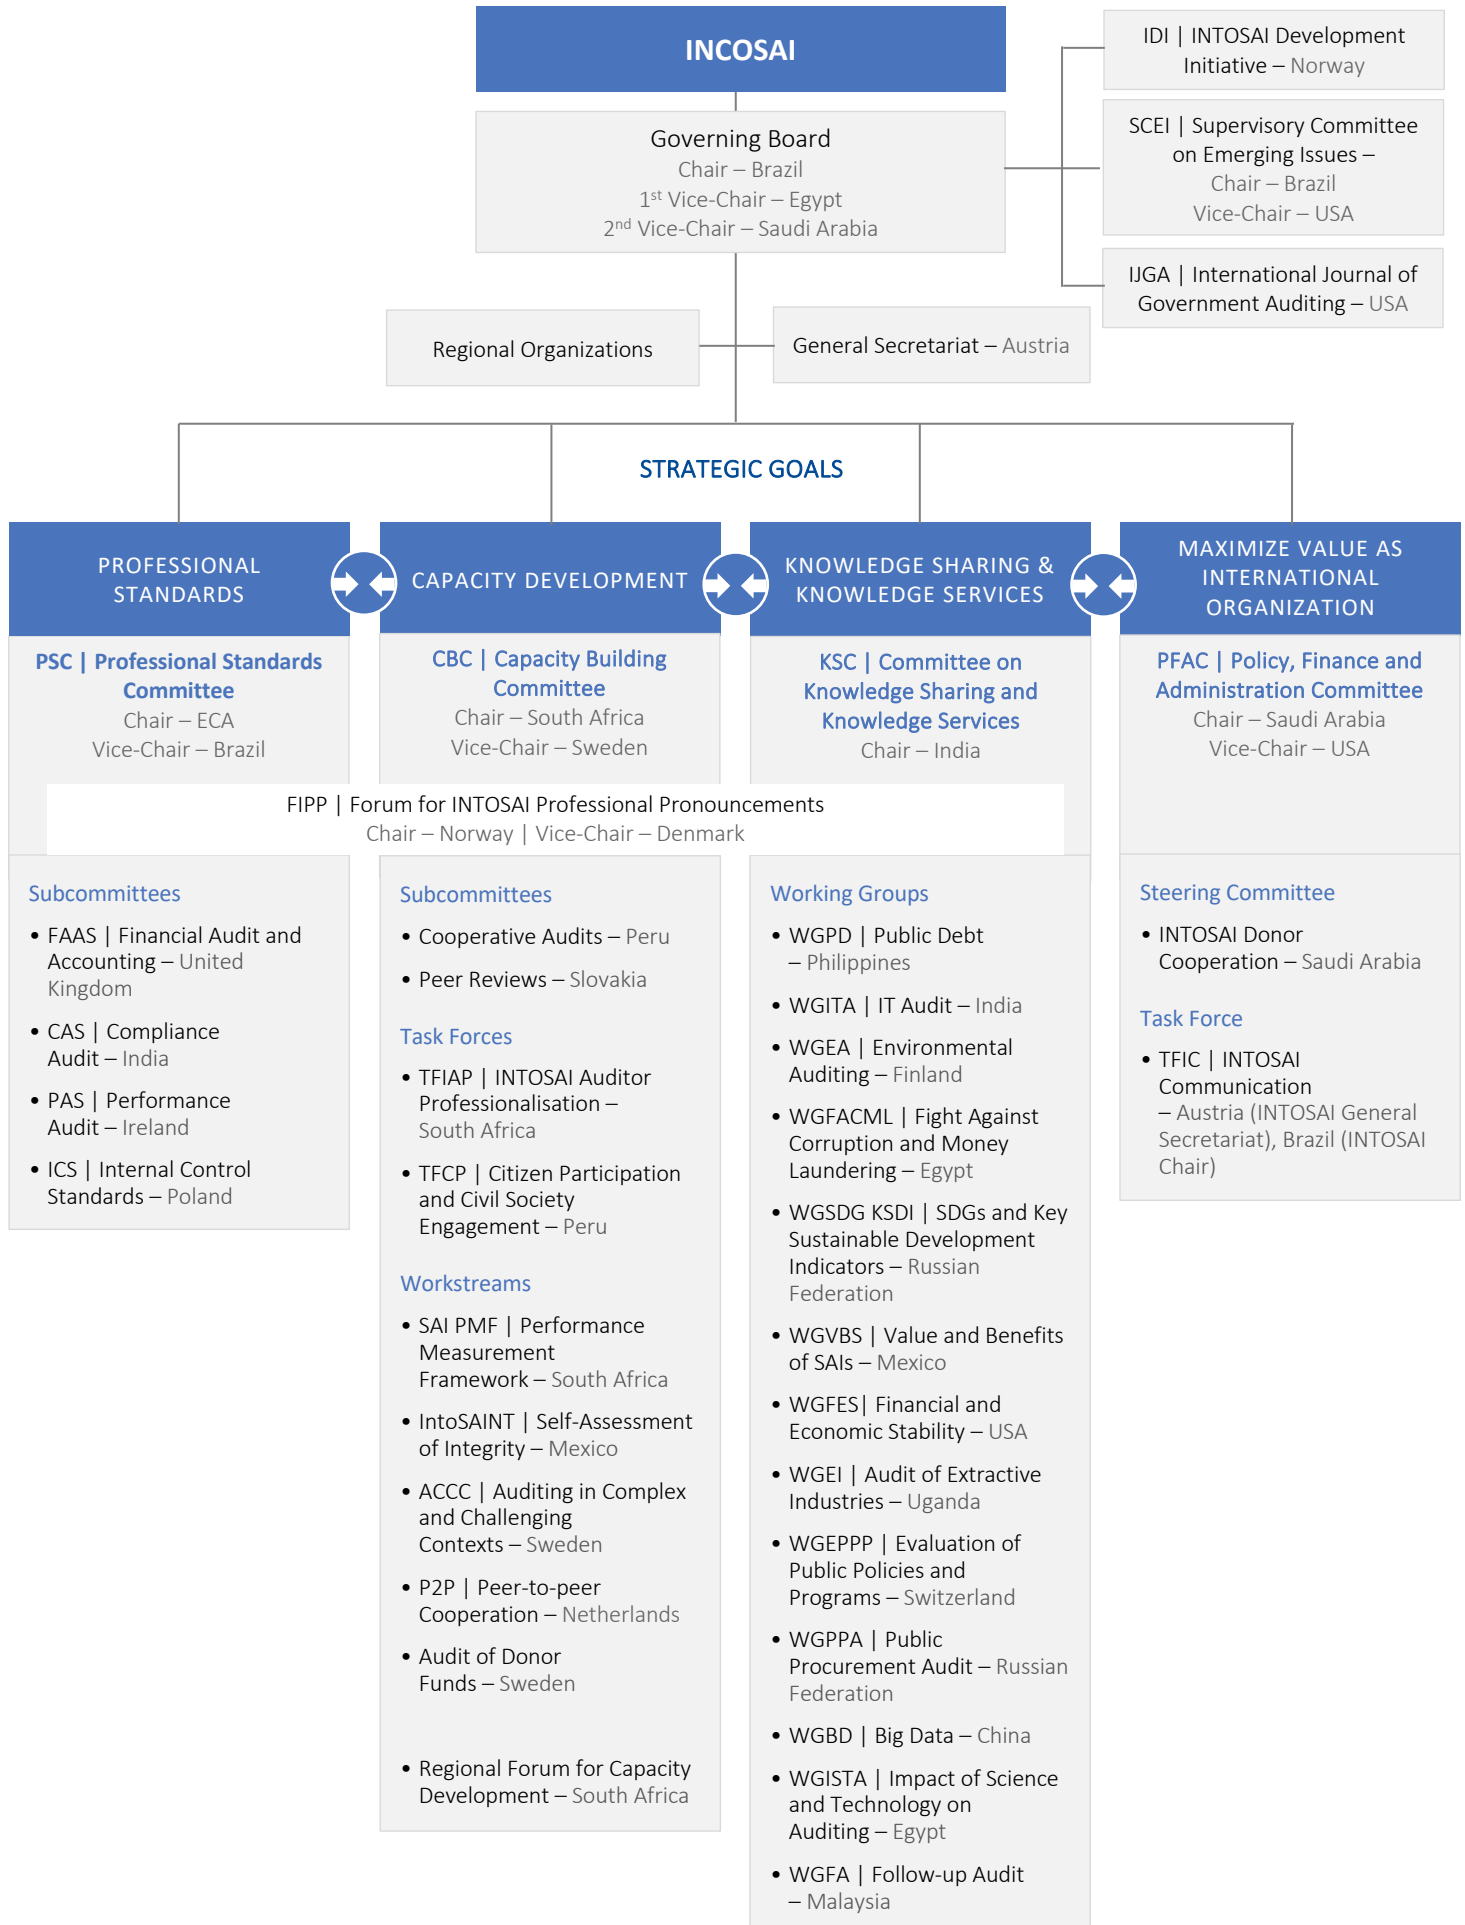 INCOSAI
Governing Board
Chair – Brazil
1st Vice-Chair – Egypt
2nd Vice-Chair – Saudi Arabia
IDI | INTOSAI Development
Initiative – Norway
SCEI | Supervisory Committee
on Emerging Issues –
Chair – Brazil
Vice-Chair – USA
IJGA | International Journal of
Government Auditing – USA
Regional Organizations
General Secretariat – Austria
STRATEGIC GOALS
PROFESSIONAL
STANDARDS
PSC | Professional Standards
Committee
Chair – ECA
Vice-Chair – Brazil
CAPACITY DEVELOPMENT
CBC | Capacity Building
Committee
Chair – South Africa
Vice-Chair – Sweden
KNOWLEDGE SHARING &
KNOWLEDGE SERVICES
KSC | Committee on
Knowledge Sharing and
Knowledge Services
Chair – India
MAXIMIZE VALUE AS
INTERNATIONAL
ORGANIZATION
PFAC | Policy, Finance and
Administration Committee
Chair – Saudi Arabia
Vice-Chair – USA
FIPP | Forum for INTOSAI Professional Pronouncements
Chair – Norway | Vice-Chair – Denmark
Subcommittees
• FAAS | Financial Audit and
Accounting – United
Kingdom
• CAS | Compliance
Audit – India
• PAS | Performance
Audit – Ireland
• ICS | Internal Control
Standards – Poland
Subcommittees
• Cooperative Audits – Peru
• Peer Reviews – Slovakia
Task Forces
• TFIAP | INTOSAI Auditor
Professionalisation –
South Africa
• TFCP | Citizen Participation
and Civil Society
Engagement – Peru
Workstreams
• SAI PMF | Performance
Measurement
Framework – South Africa
• IntoSAINT | Self-Assessment
of Integrity – Mexico
• ACCC | Auditing in Complex
and Challenging
Contexts – Sweden
• P2P | Peer-to-peer
Cooperation – Netherlands
• Audit of Donor
Funds – Sweden
• Regional Forum for Capacity
Development – South Africa
Working Groups
• WGPD | Public Debt
– Philippines
• WGITA | IT Audit – India
• WGEA | Environmental
Auditing – Finland
• WGFACML | Fight Against
Corruption and Money
Laundering – Egypt
• WGSDG KSDI | SDGs and Key
Sustainable Development
Indicators – Russian
Federation
• WGVBS | Value and Benefits
of SAIs – Mexico
• WGFES| Financial and
Economic Stability – USA
• WGEI | Audit of Extractive
Industries – Uganda
• WGEPPP | Evaluation of
Public Policies and
Programs – Switzerland
• WGPPA | Public
Procurement Audit – Russian
Federation
• WGBD | Big Data – China
• WGISTA | Impact of Science
and Technology on
Auditing – Egypt
• WGFA | Follow-up Audit
– Malaysia
Steering Committee
• INTOSAI Donor
Cooperation – Saudi Arabia
Task Force
• TFIC | INTOSAI
Communication
– Austria (INTOSAI General
Secretariat), Brazil (INTOSAI
Chair)